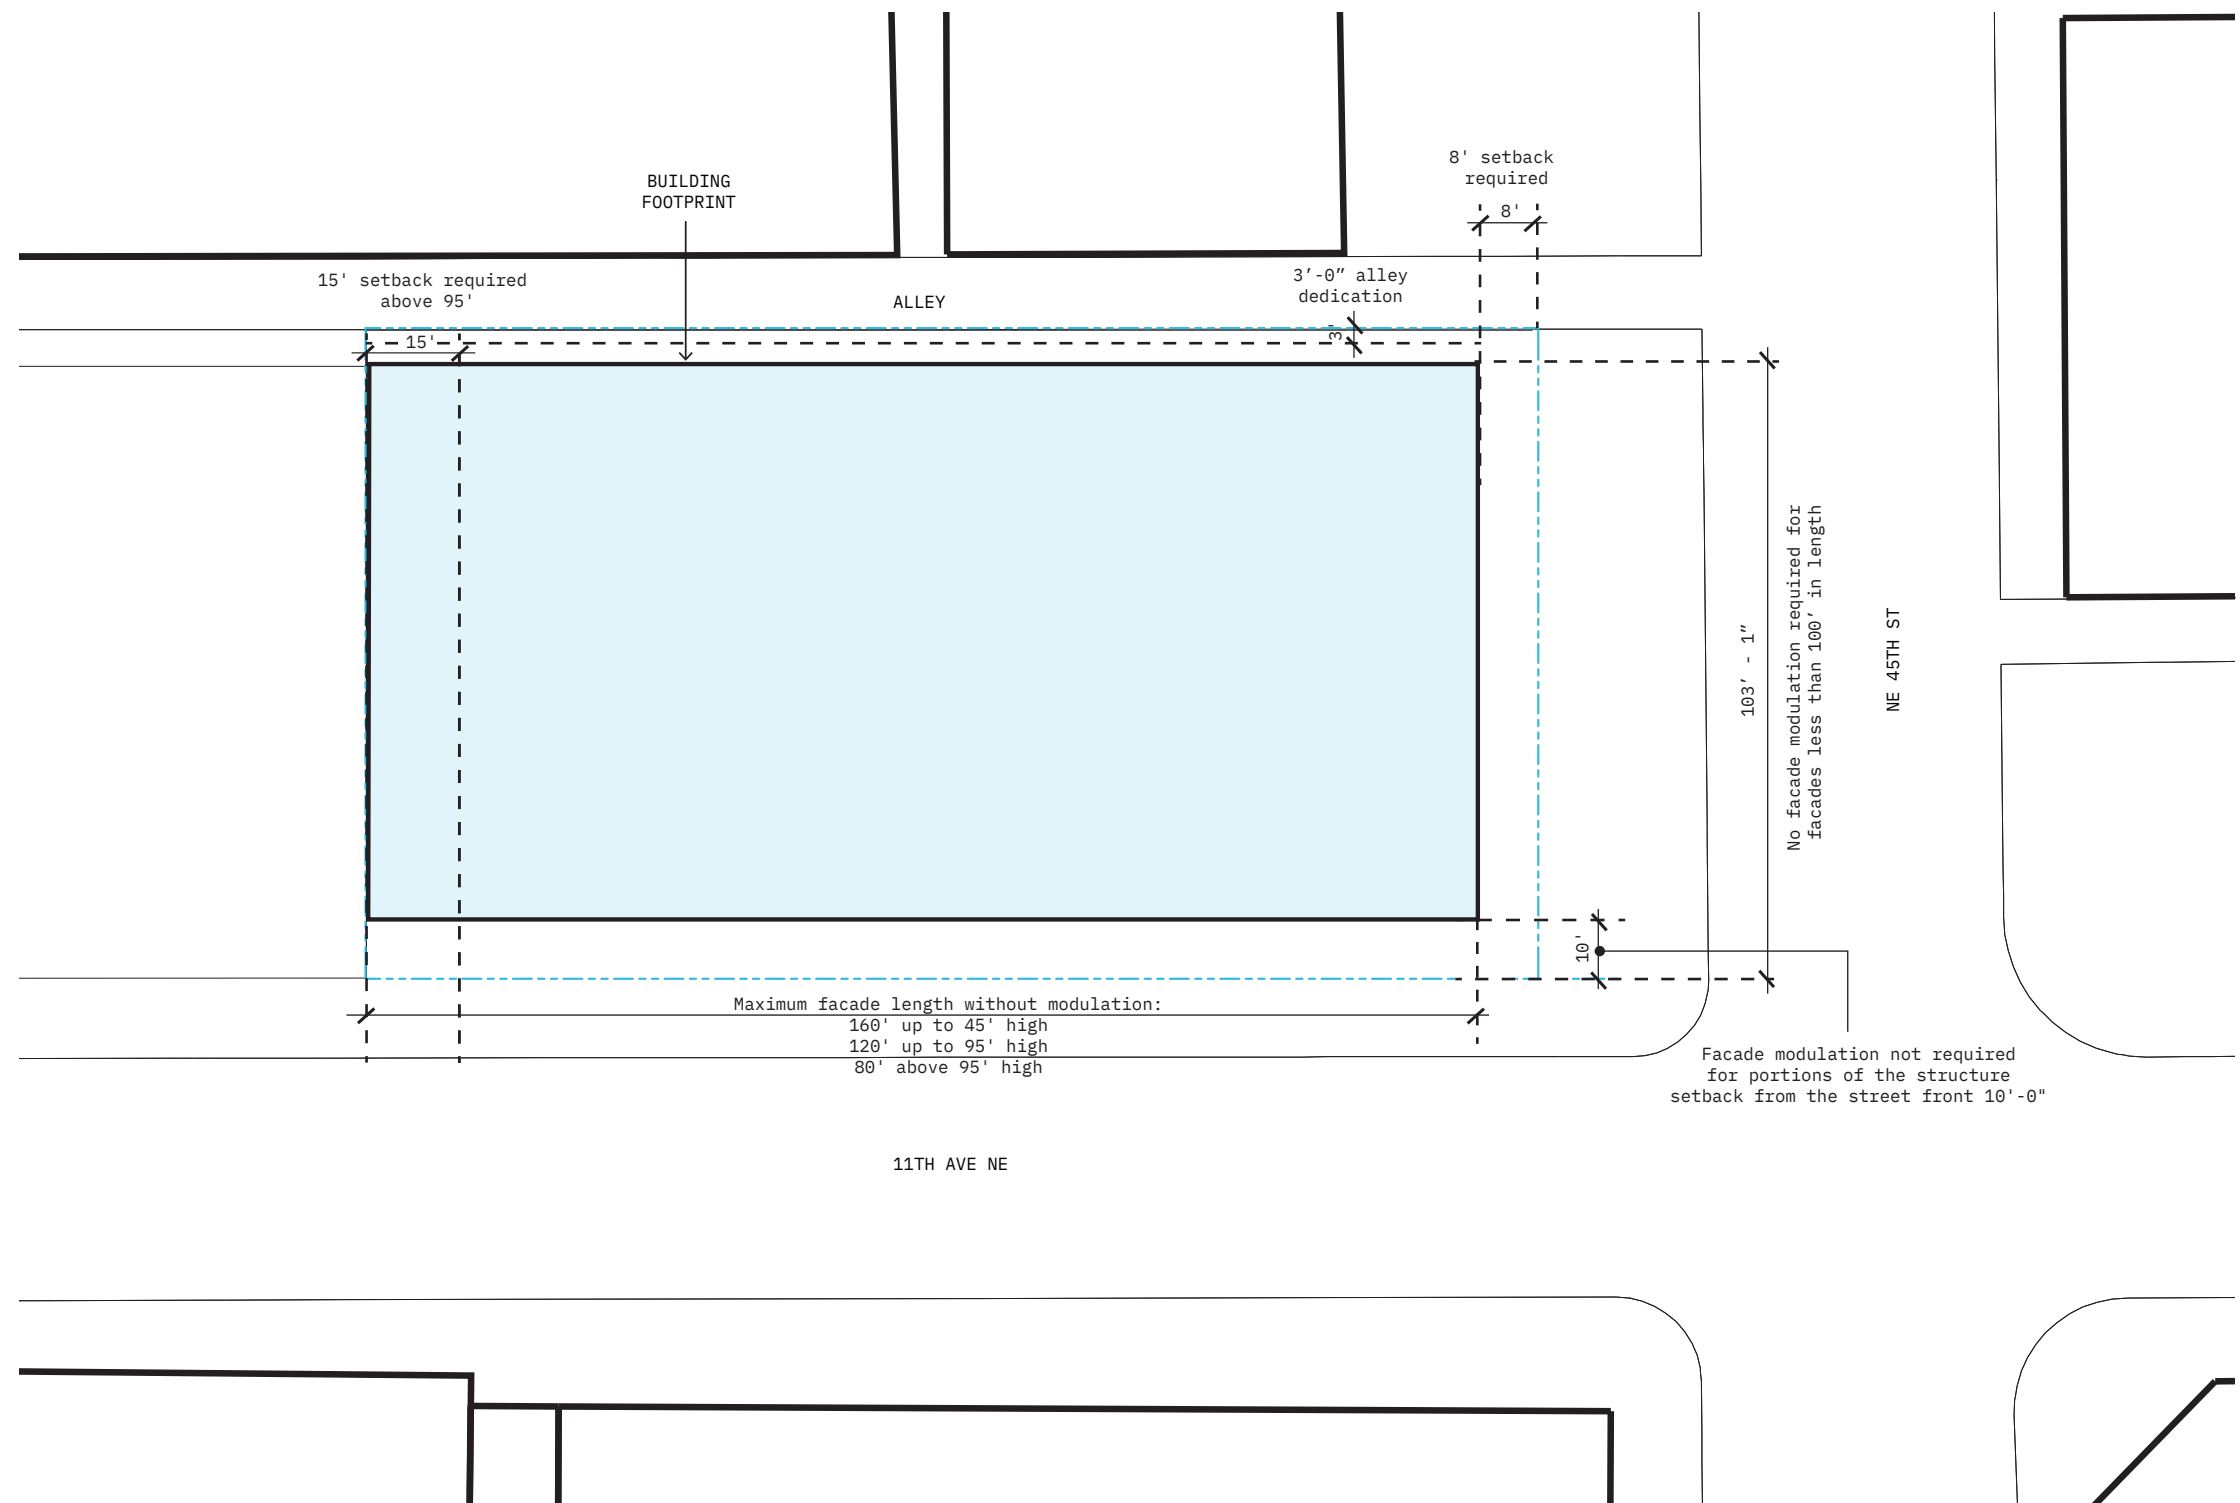 8' setback
required
8'
BUILDING
FOOTPRINT
15' setback required
above 95'
ALLEY
3’-0” alley
dedication
3'
15'
103’ - 1”
No facade modulation required for
facades less than 100’ in length
NE 45TH ST
10'
Maximum facade length without modulation:
160' up to 45' high
120' up to 95' high
80' above 95' high
Facade modulation not required
for portions of the structure
setback from the street front 10'-0"
11TH AVE NE